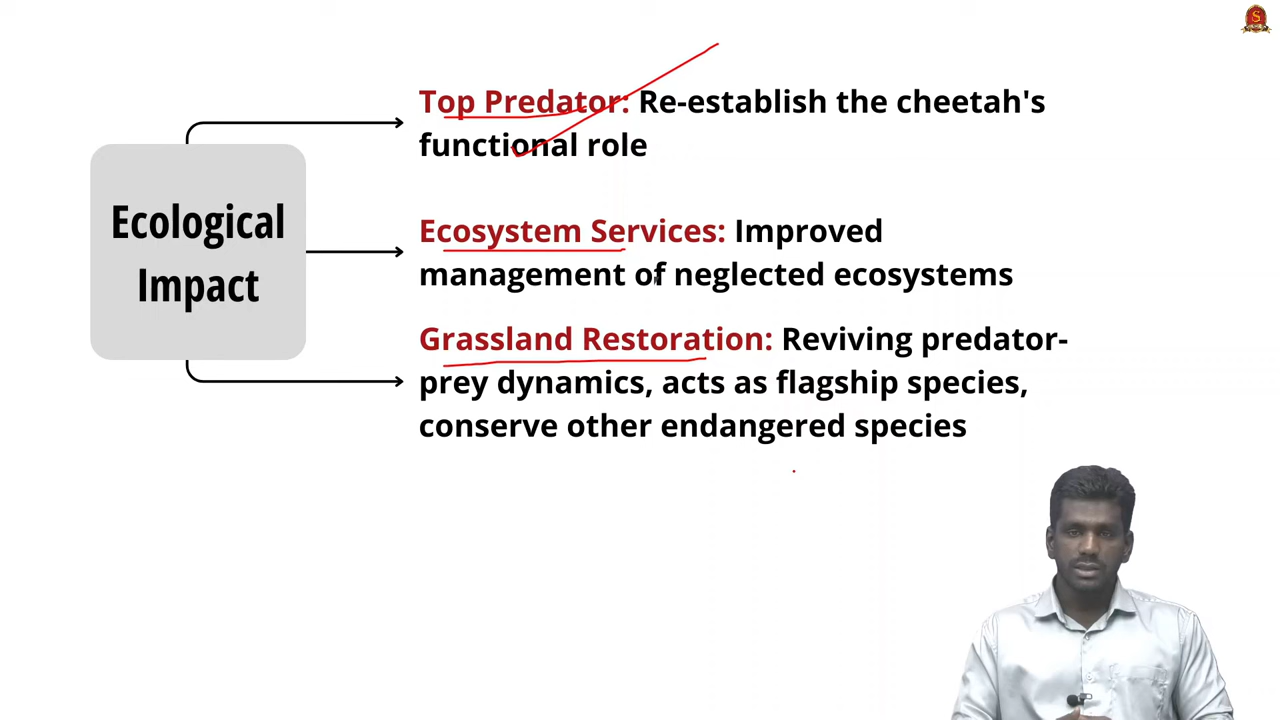 Top Predator: Re-establish the cheetah's
functional role
Ecological
Impact
Ecosystem Services: Improved
management of neglected ecosystems
Grassland Restoration: Reviving predator-
prey dynamics, acts as flagship species,
conserve other endangered species
S